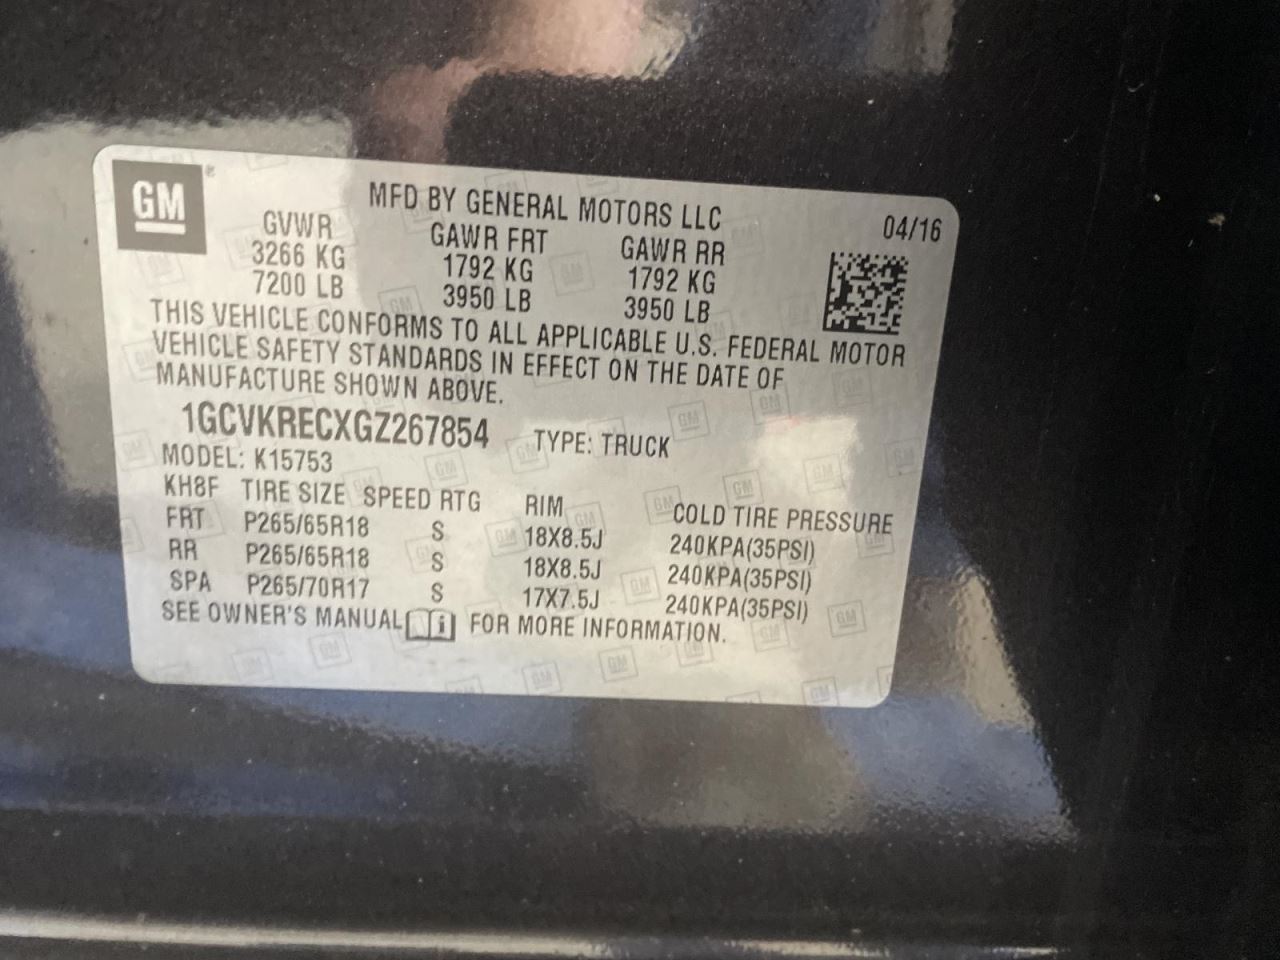 GM
MFD BY GENERAL MOTORS LLC
04/16
GVWR GAWR FRT GAWR RR
3266 KG 1792 KG 1792 KG
7200 LB 3950 LB 3950 LB
THIS VEHICLE CONFORMS TO ALL APPLICABLE U.S. FEDERAL MOTOR
VEHICLE SAFETY STANDARDS IN EFFECT ON THE DATE OF
MANUFACTURE SHOWN ABOVE.
1GCVKRECXGZ267854 TYPE: TRUCK
MODEL: K15753
KH8F TIRE SIZE SPEED RTG RIM COLD TIRE PRESSURE
FRT P265/65R18 S 18X8.5J 240KPA(35PSI)
RR P265/65R18 S 18X8.5J 240KPA(35PSI)
SPA P265/70R17 S 17X7.5J 240KPA(35PSI)
SEE OWNER'S MANUAL i FOR MORE INFORMATION.